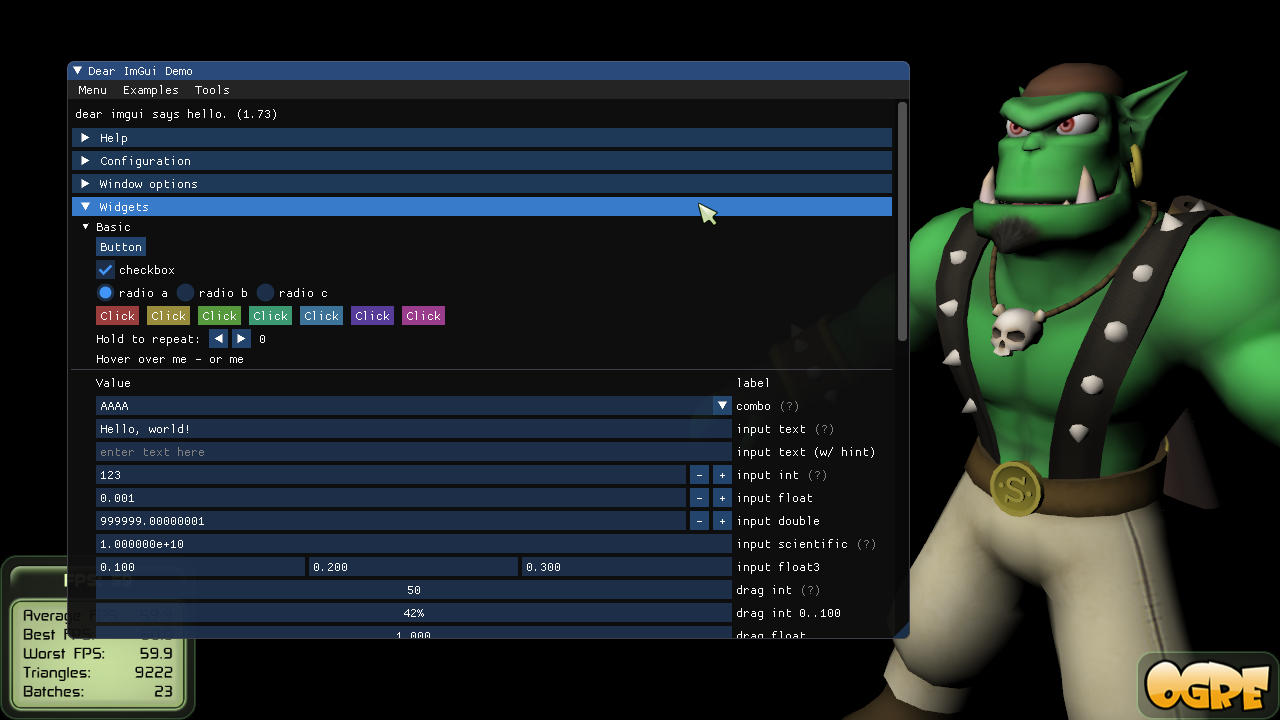 Dear ImGui Demo
Menu Examples Tools
dear imgui says hello. (1.73)
Help
Configuration
Window options
Widgets
Basic
Button
checkbox
radio a radio b radio c
Click Click Click Click Click Click Click
Hold to repeat: 0
Hover over me - or me
Value label
AAAA combo (?)
Hello, world! input text (?)
enter text here input text (w/ hint)
123 - + input int (?)
0.001 - + input float
999999.00000001 - + input double
1.000000e+10 input scientific (?)
0.100 0.200 0.300 input float3
50 drag int (?)
42% drag int 0..100
1.000 drag float
FPS:
Average FPS: 59.9
Best FPS:
Worst FPS: 59.9
Triangles: 9222
Batches: 23
S
OGRE